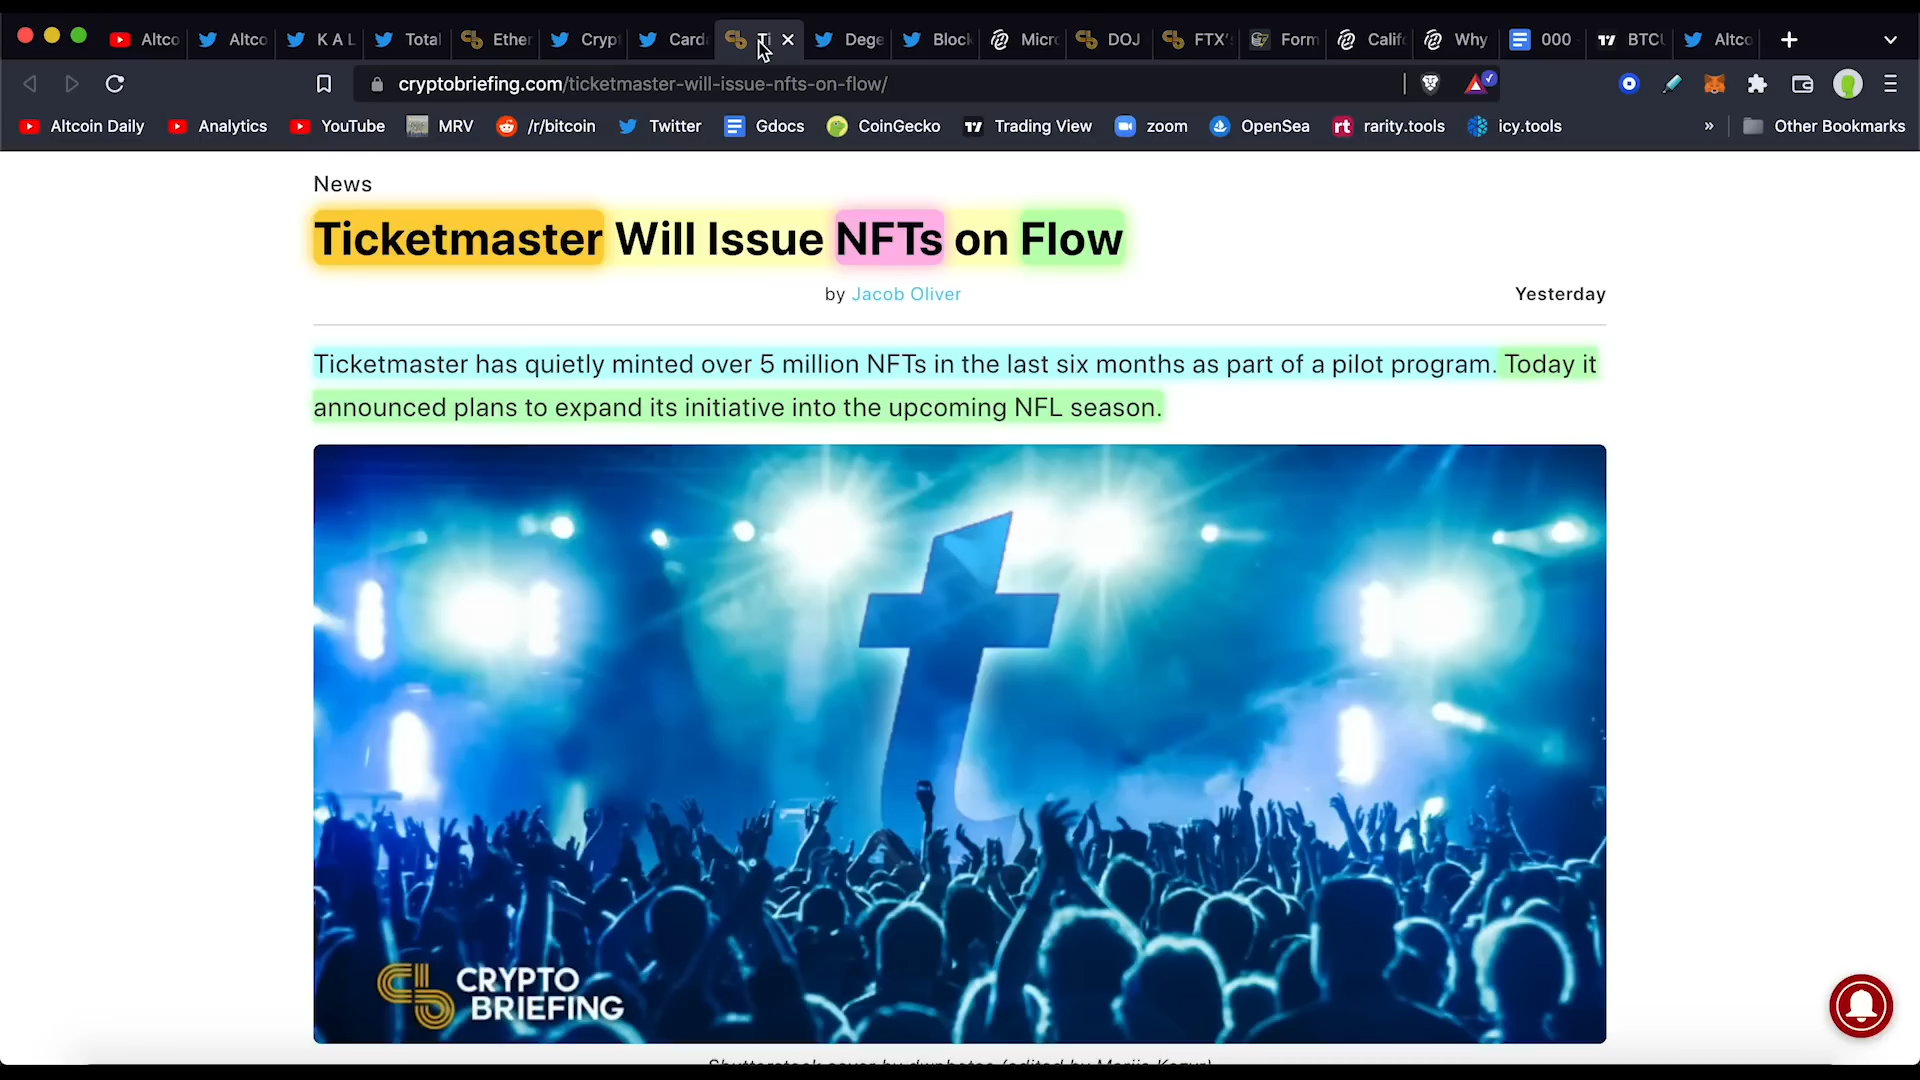 Altco
Altco
K A L
Total
Ether
Crypt
Card
Ti
Dege
Block
Micro
DOJ
FTX'
Form
Calif
Why
000
BTCU
Altco
cryptobriefing.com/ticketmaster-will-issue-nfts-on-flow/
Altcoin Daily
Analytics
YouTube
MRV
/r/bitcoin
Twitter
Gdocs
CoinGecko
Trading View
zoom
OpenSea
rt
rarity.tools
icy.tools
»
Other Bookmarks
News
Ticketmaster Will Issue NFTs on Flow
by Jacob Oliver
Yesterday
Ticketmaster has quietly minted over 5 million NFTs in the last six months as part of a pilot program. Today it
announced plans to expand its initiative into the upcoming NFL season.
t
CRYPTO
BRIEFING